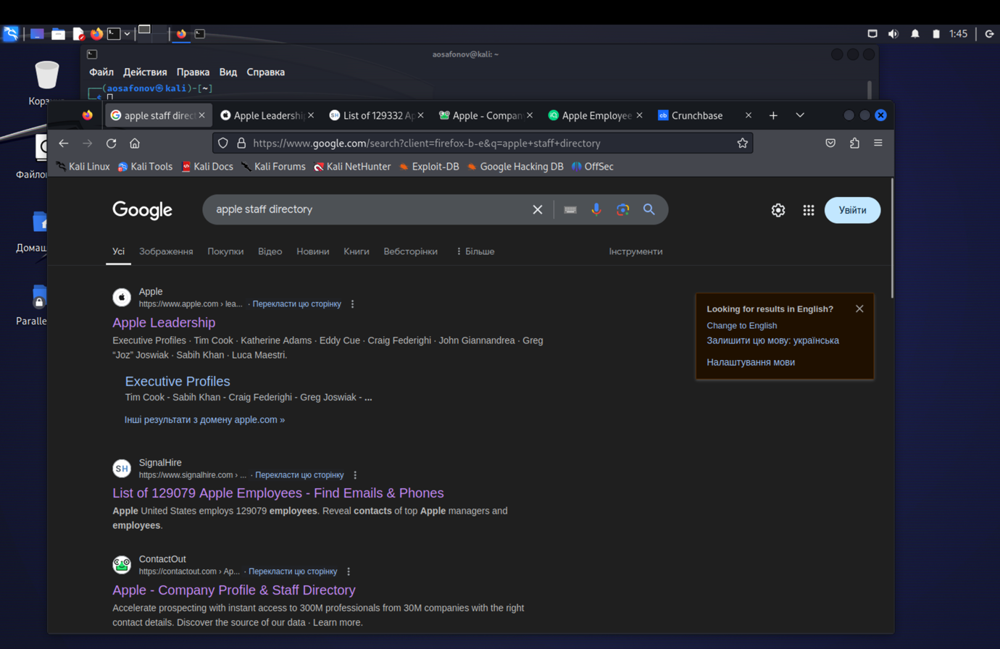 1:45
aosafonov@kali: ~
Файл Действия Правка Вид Справка
(aosafonov㉿kali)-[~]
$
Корзи
Файло
Домаш
Paralle
apple staff direct
Apple Leadershi
List of 129332 Ap
Apple - Compan
Apple Employee
Crunchbase
https://www.google.com/search?client=firefox-b-e&q=apple+staff+directory
Kali Linux Kali Tools Kali Docs Kali Forums Kali NetHunter Exploit-DB Google Hacking DB OffSec
Google
apple staff directory
Увійти
Усі Зображення Покупки Відео Новини Книги Вебсторінки Більше Інструменти
Apple
https://www.apple.com › lea... · Перекласти цю сторінку
Apple Leadership
Executive Profiles · Tim Cook · Katherine Adams · Eddy Cue · Craig Federighi · John Giannandrea · Greg
“Joz” Joswiak · Sabih Khan · Luca Maestri.
Executive Profiles
Tim Cook - Sabih Khan - Craig Federighi - Greg Joswiak - ...
Інші результати з домену apple.com »
Looking for results in English?
Change to English
Залишити цю мову: українська
Налаштування мови
SH
SignalHire
https://www.signalhire.com › ... · Перекласти цю сторінку
List of 129079 Apple Employees - Find Emails & Phones
Apple United States employs 129079 employees. Reveal contacts of top Apple managers and
employees.
ContactOut
https://contactout.com › Ap... · Перекласти цю сторінку
Apple - Company Profile & Staff Directory
Accelerate prospecting with instant access to 300M professionals from 30M companies with the right
contact details. Discover the source of our data · Learn more.